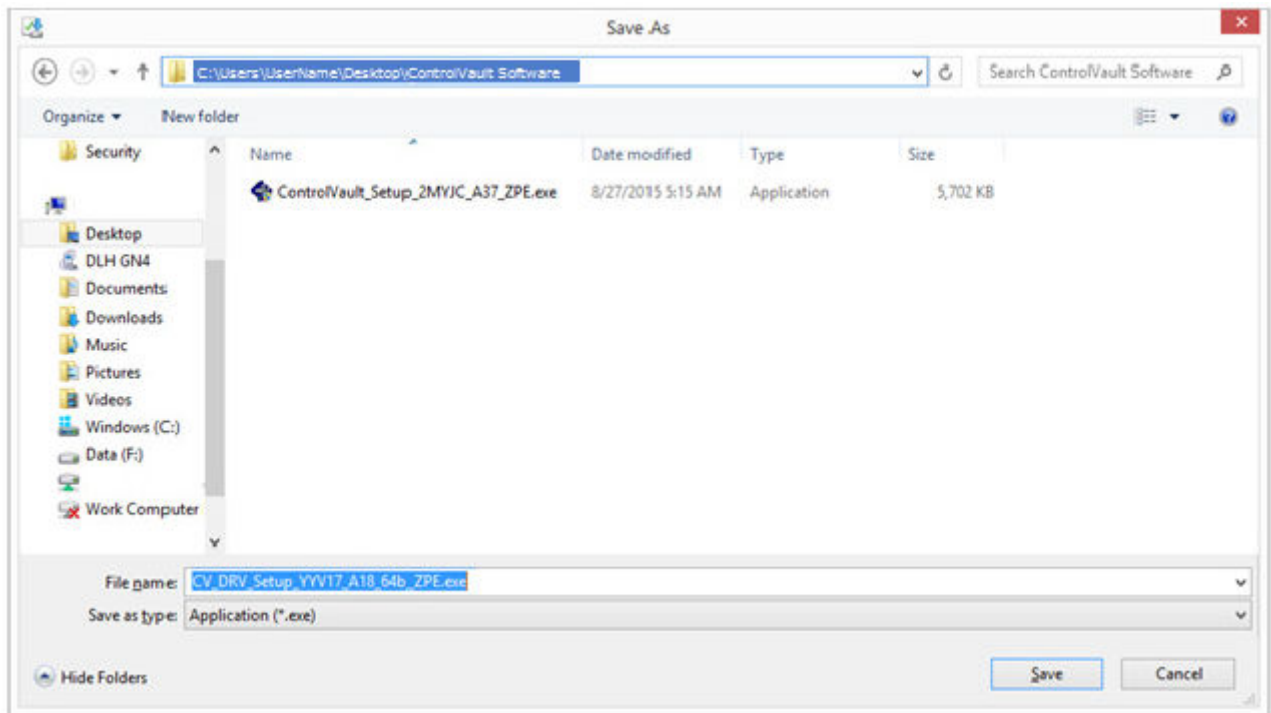 Save As
C:\Users\UserName\Desktop\ControlVault Software
Search ControlVault Software
Organize
New folder
Security
Desktop
DLH GN4
Documents
Downloads
Music
Pictures
Videos
Windows (C:)
Data (F:)
Work Computer
Name Date modified Type Size
ControlVault_Setup_2MYJC_A37_ZPE.exe 8/27/2015 5:15 AM Application 5,702 KB
File name: CV_DRV_Setup_YYV17_A18_64b_ZPE.exe
Save as type: Application (*.exe)
Hide Folders
Save
Cancel